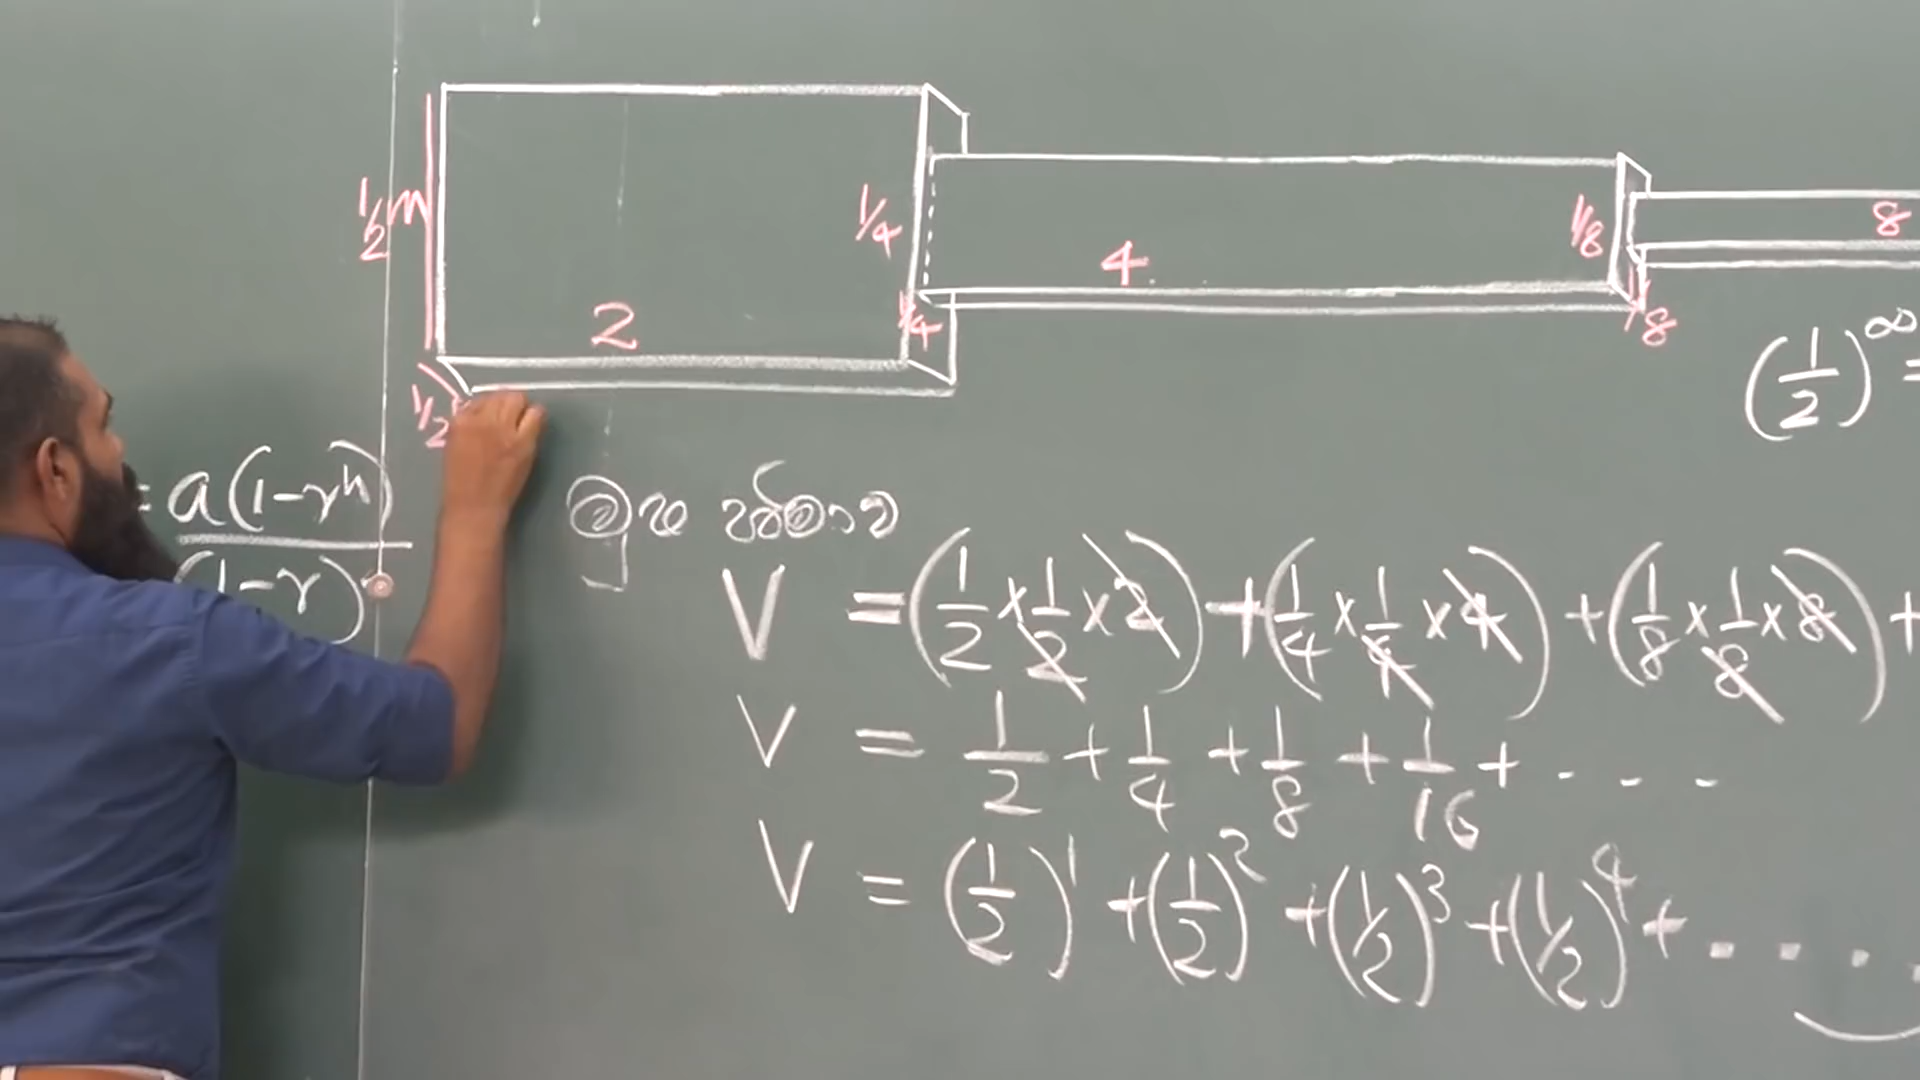 1/2 m
1/4
1/8
8
4
2
1/4
1/8
1/2
(1/2)^∞ =
= a(1-r^n)
(1-r)
මුළු පරිමාව
V = (1/2 × 1/2 × 2) + (1/4 × 1/4 × 4) + (1/8 × 1/8 × 8) +
V = 1/2 + 1/4 + 1/8 + 1/16 + ....
V = (1/2)^1 + (1/2)^2 + (1/2)^3 + (1/2)^4 + ....